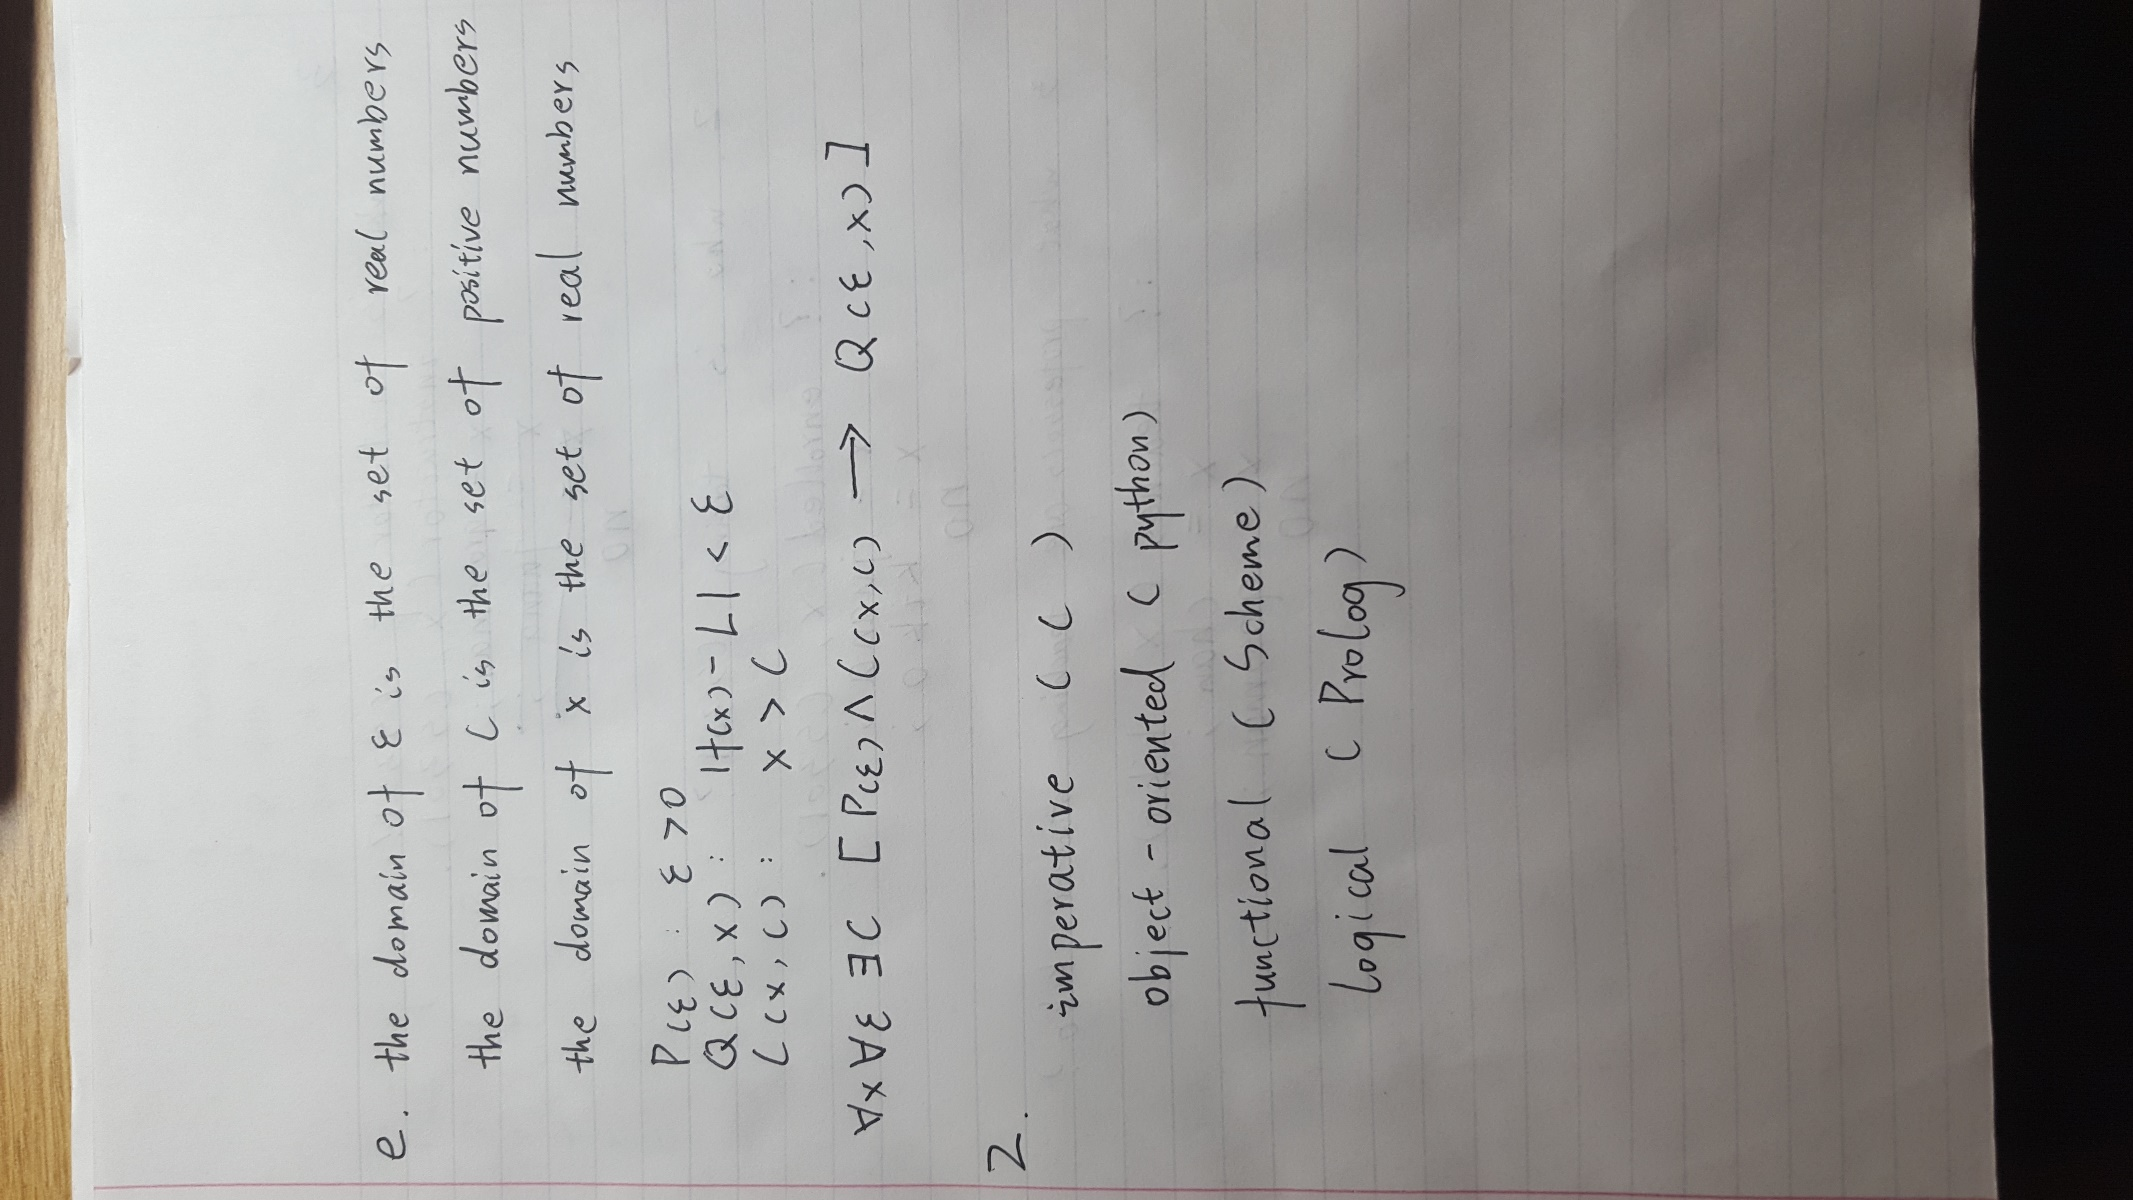 e. the domain of ε is the set of real numbers
the domain of C is the set of positive numbers
the domain of x is the set of real numbers
P(ε) : ε > 0
Q(ε, x) : |f(x) - L| < ε
C(x, C) : x > C
∀x∀ε ∃C [P(ε) ∧ C(x, C) → Q(ε, x)]
2.
imperative (C)
object-oriented (python)
functional (Scheme)
Logical (Prolog)